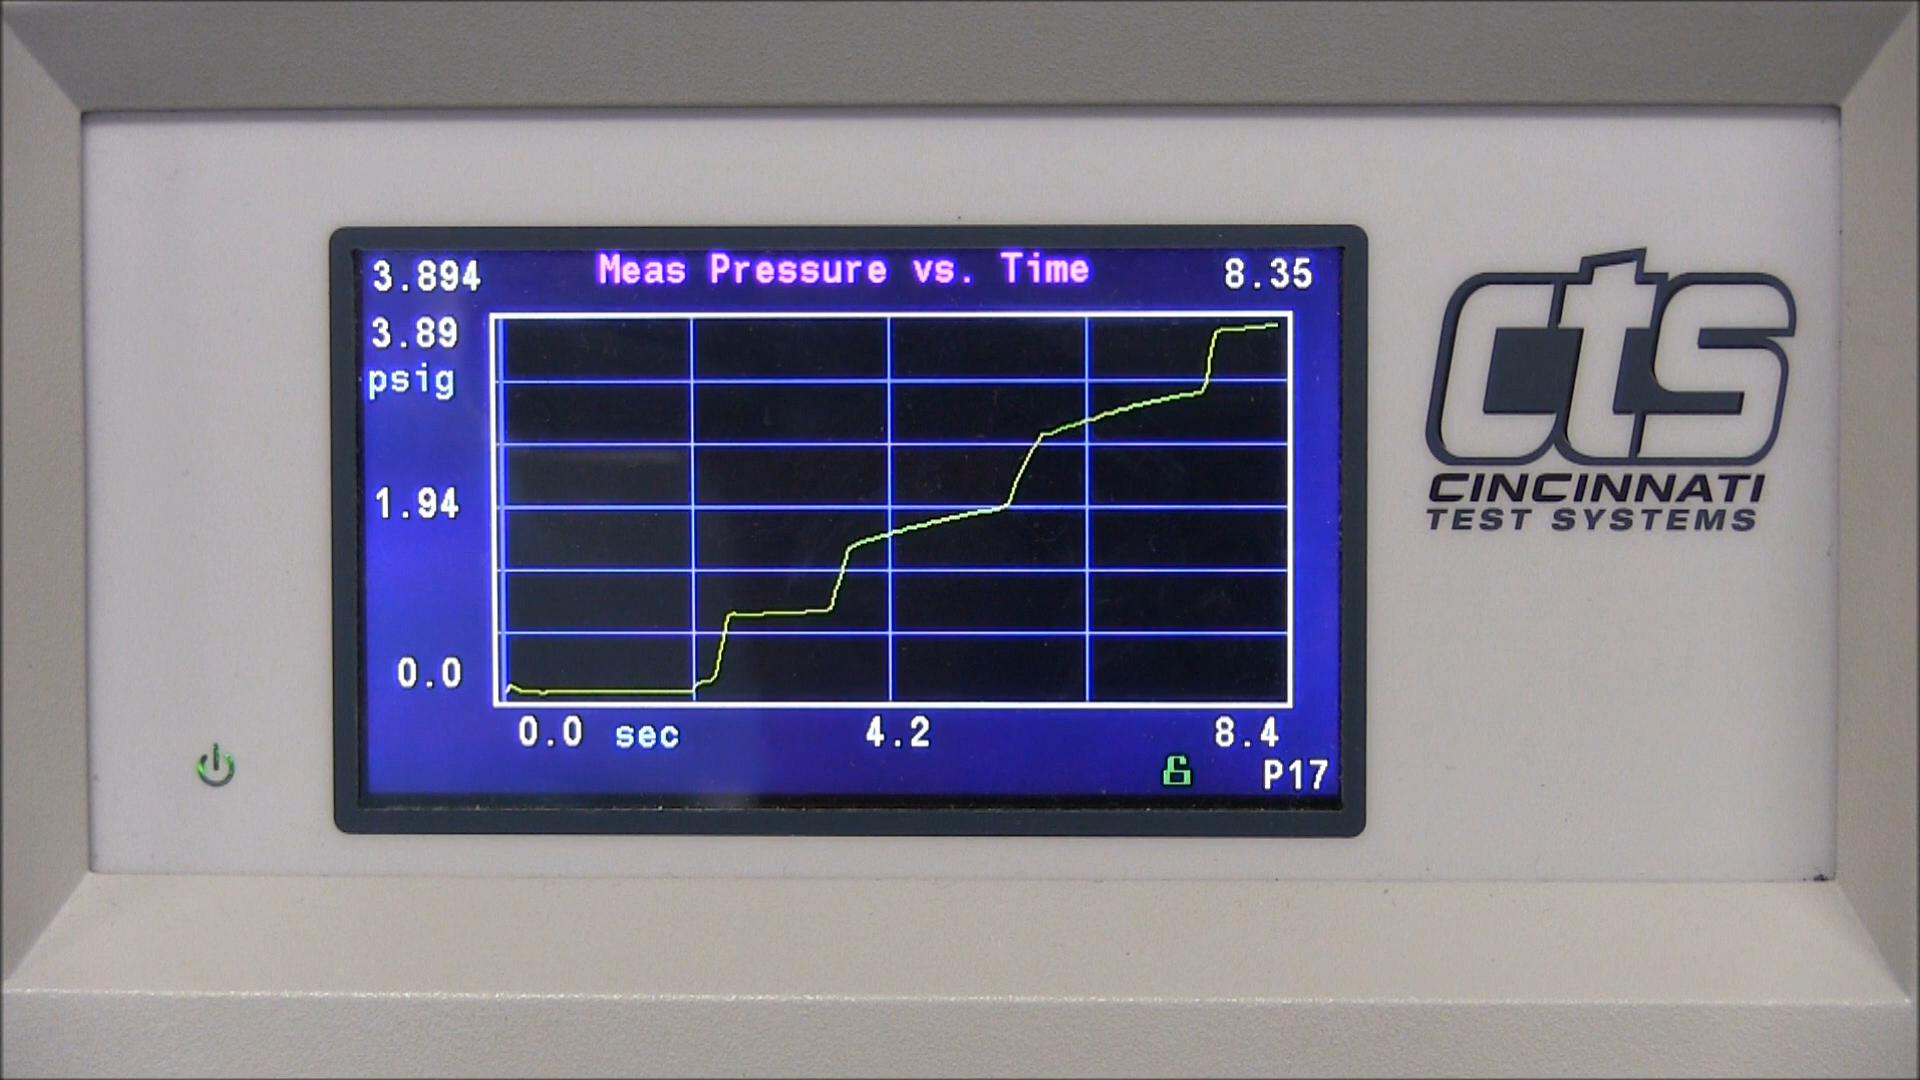 3.894 Meas Pressure vs. Time 8.35
3.89
psig
1.94
0.0
0.0 sec 4.2 8.4
P17
cts
CINCINNATI
TEST SYSTEMS